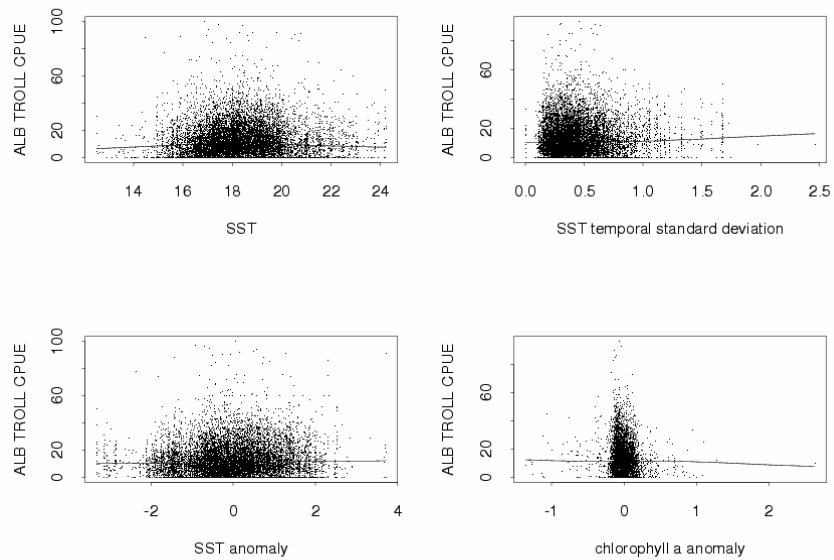 ALB TROLL CPUE
0 20 60 100
14 16 18 20 22 24
SST
ALB TROLL CPUE
0 20 60
0.0 0.5 1.0 1.5 2.0 2.5
SST temporal standard deviation
ALB TROLL CPUE
0 20 60 100
-2 0 2 4
SST anomaly
ALB TROLL CPUE
0 20 60
-1 0 1 2
chlorophyll a anomaly